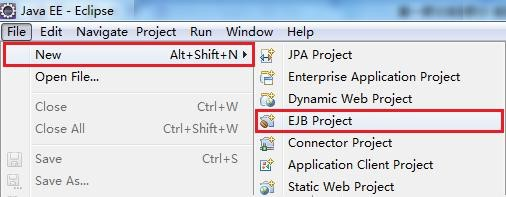 Java EE - Eclipse
File Edit Navigate Project Run Window Help
New Alt+Shift+N
Open File...
Close Ctrl+W
Close All Ctrl+Shift+W
Save Ctrl+S
Save As...
JPA Project
Enterprise Application Project
Dynamic Web Project
EJB Project
Connector Project
Application Client Project
Static Web Project